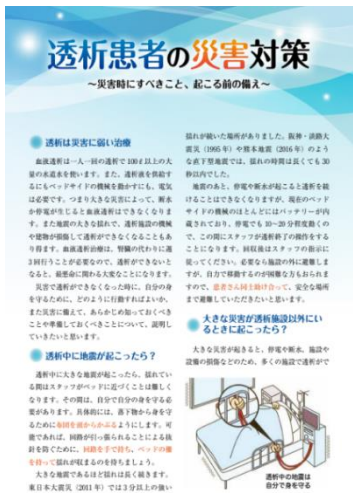 透析患者の災害対策
～災害時にすべきこと、起こる前の備え～
透析は災害に弱い治療
血液透析は一人一回の透析で100ℓ以上の大
量の水道水を使います。また、透析液を供給す
るにもベッドサイドの機械を動かすにも、電気
は必要です。つまり大きな災害によって、断水
か停電が生じると血液透析はできなくなりま
す。また地震の大きな揺れで、透析施設の機械
や建物が損傷して透析ができなくなることもあ
り得ます。血液透析治療は、腎臓の代わりに週
3回行うことが必要なので、透析ができないと
なると、最悪命に関わる大変なことになります。
災害で透析ができなくなった時に、自分の身
を守るために、どのように行動すればよいか、
また災害に備えて、あらかじめ知っておくべき
ことや準備しておくべきことについて、説明し
ていきたいと思います。
透析中に地震が起こったら？
透析中に大きな地震が起こったら、揺れてい
る間はスタッフがベッドに近づくことは難しく
なります。その間は、自分で自分の身を守る必
要があります。具体的には、落下物から身を守
るために布団を頭からかぶるようにします。可
能であれば、回路が引っ張られることによる抜
針を防ぐために、回路を手で持ち、ベッドの柵
を持って揺れが収まるのを待ちましょう。
大きな地震であるほど揺れは長く続きます。
東日本大震災（2011年）では3分以上の強い
揺れが続いた場所がありました。阪神・淡路大
震災（1995年）や熊本地震（2016年）のよう
な直下型地震では、揺れの時間は長くても30
秒以内でした。
地震のあと、停電や断水が起こると透析を続
けることはできなくなりますが、現在のベッド
サイドの機械のほとんどにはバッテリーが内
蔵されており、停電でも10～20分程度動くの
で、この間にスタッフが透析終了の操作をする
ことになります。回収後はスタッフの指示に
従ってください。必要なら施設の外に避難しま
すが、自力で移動するのが困難な方もおられま
すので、患者さん同士助け合って、安全な場所
まで避難していただきたいと思います。
大きな災害が透析施設以外にい
るときに起こったら？
大きな災害が起きると、停電や断水、施設や
設備の損傷などのため、多くの施設で透析がで
透析中の地震は
自分で身を守る